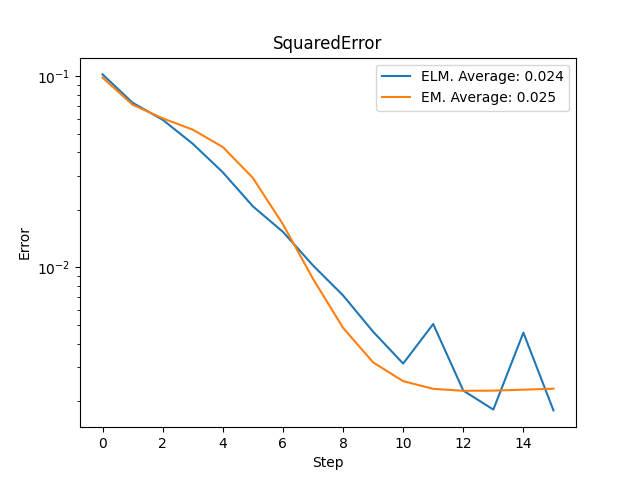 SquaredError
ELM. Average: 0.024
EM. Average: 0.025
10⁻¹
10⁻²
Error
0 2 4 6 8 10 12 14
Step